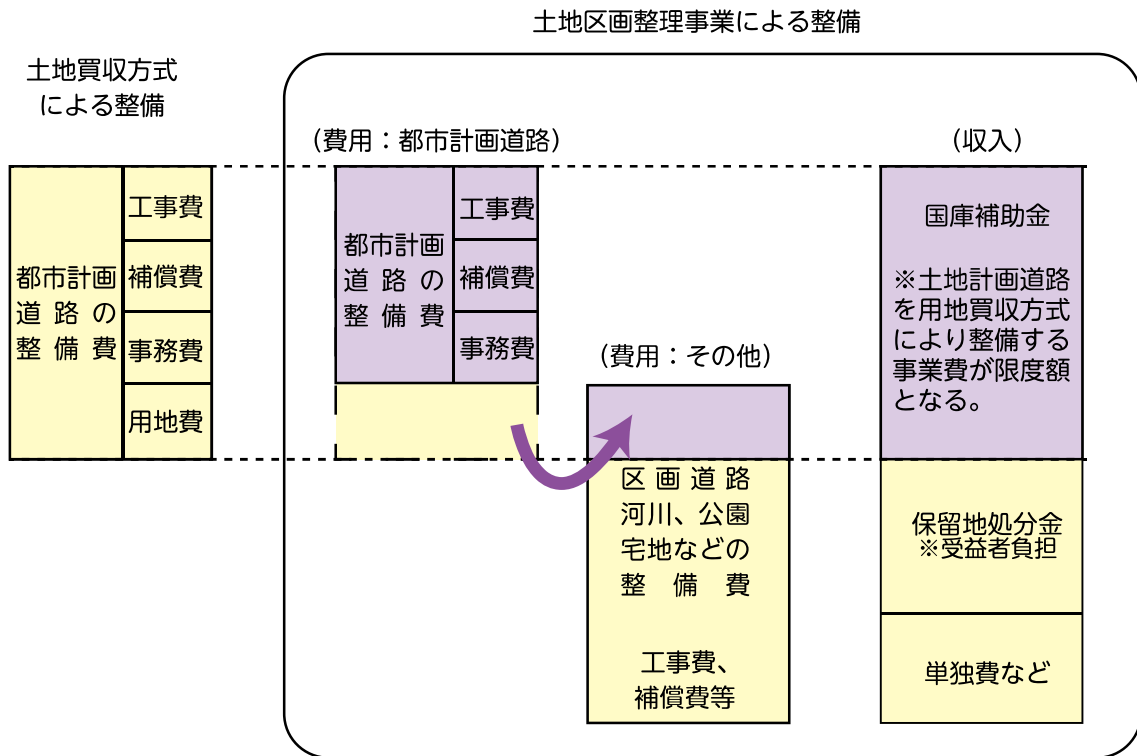 土地区画整理事業による整備
土地買収方式
による整備
(費用：都市計画道路)
(収入)
都市計画
道路の
整備費
工事費
補償費
事務費
用地費
都市計画
道路の
整備費
工事費
補償費
事務費
(費用：その他)
区画道路
河川、公園
宅地などの
整備費
工事費、
補償費等
国庫補助金
※土地計画道路
を用地買収方式
により整備する
事業費が限度額
となる。
保留地処分金
※受益者負担
単独費など